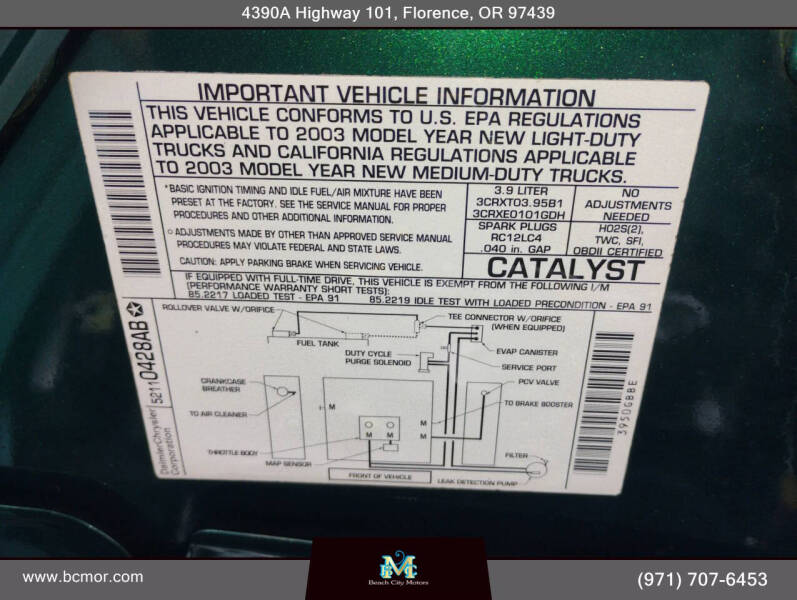 4390A Highway 101, Florence, OR 97439
IMPORTANT VEHICLE INFORMATION
THIS VEHICLE CONFORMS TO U.S. EPA REGULATIONS
APPLICABLE TO 2003 MODEL YEAR NEW LIGHT-DUTY
TRUCKS AND CALIFORNIA REGULATIONS APPLICABLE
TO 2003 MODEL YEAR NEW MEDIUM-DUTY TRUCKS.
*BASIC IGNITION TIMING AND IDLE FUEL/AIR MIXTURE HAVE BEEN
PRESET AT THE FACTORY. SEE THE SERVICE MANUAL FOR PROPER
PROCEDURES AND OTHER ADDITIONAL INFORMATION.
ADJUSTMENTS MADE BY OTHER THAN APPROVED SERVICE MANUAL
PROCEDURES MAY VIOLATE FEDERAL AND STATE LAWS.
CAUTION: APPLY PARKING BRAKE WHEN SERVICING VEHICLE.
3.9 LITER
3CRXT03.95B1
3CRXE0101GDH
SPARK PLUGS
RC12LC4
.040 in. GAP
NO
ADJUSTMENTS
NEEDED
HO2S(2),
TWC, SFI,
OBDII CERTIFIED
CATALYST
IF EQUIPPED WITH FULL-TIME DRIVE, THIS VEHICLE IS EXEMPT FROM THE FOLLOWING I/M
(PERFORMANCE WARRANTY SHORT TESTS):
85.2217 LOADED TEST - EPA 91 85.2219 IDLE TEST WITH LOADED PRECONDITION - EPA 91
ROLLOVER VALVE W/ORIFICE
TEE CONNECTOR W/ORIFICE
(WHEN EQUIPPED)
FUEL TANK
EVAP CANISTER
DUTY CYCLE
PURGE SOLENOID
SERVICE PORT
CRANKCASE
BREATHER
PCV VALVE
TO AIR CLEANER
TO BRAKE BOOSTER
M
M
M
M M
M
THROTTLE BODY
MAP SENSOR
FILTER
FRONT OF VEHICLE
LEAK DETECTION PUMP
DaimlerChrysler
Corporation
52110428AB
395DGBBE
www.bcmor.com
BMC
Beach City Motors
(971) 707-6453